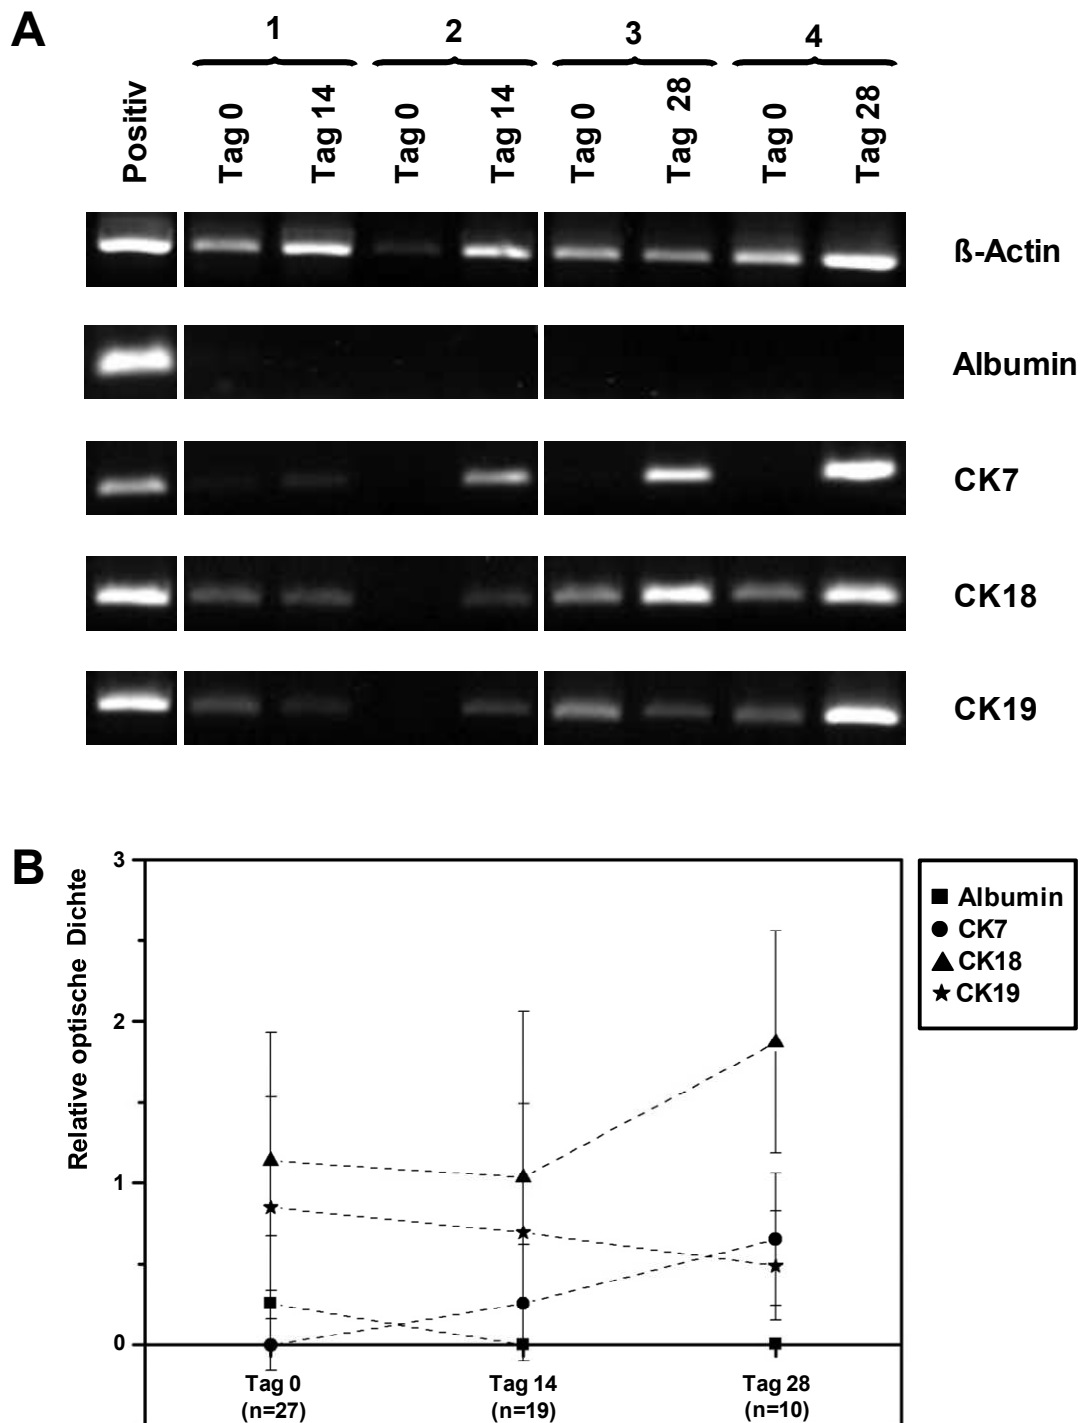 A
1 2 3 4
Positiv Tag 0 Tag 14 Tag 0 Tag 14 Tag 0 Tag 28 Tag 0 Tag 28
ß-Actin
Albumin
CK7
CK18
CK19
B
Relative optische Dichte
3
2
1
0
Tag 0 Tag 14 Tag 28
(n=27) (n=19) (n=10)
Albumin
CK7
CK18
CK19